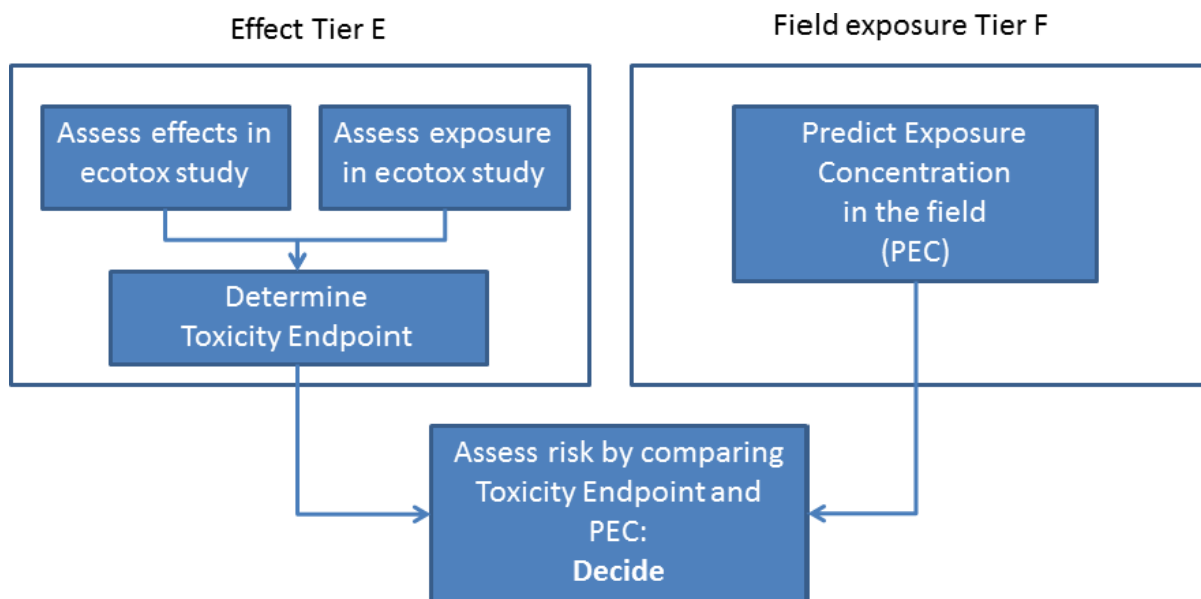 Effect Tier E
Field exposure Tier F
Assess effects in
ecotox study
Assess exposure
in ecotox study
Determine
Toxicity Endpoint
Predict Exposure
Concentration
in the field
(PEC)
Assess risk by comparing
Toxicity Endpoint and
PEC:
Decide